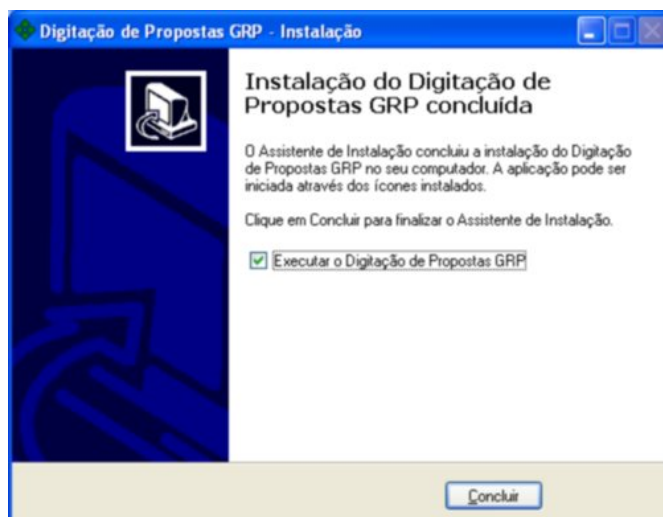 Digitação de Propostas GRP - Instalação
Instalação do Digitação de
Propostas GRP concluída
O Assistente de Instalação concluiu a instalação do Digitação
de Propostas GRP no seu computador. A aplicação pode ser
iniciada através dos ícones instalados.
Clique em Concluir para finalizar o Assistente de Instalação.
Executar o Digitação de Propostas GRP
Concluir